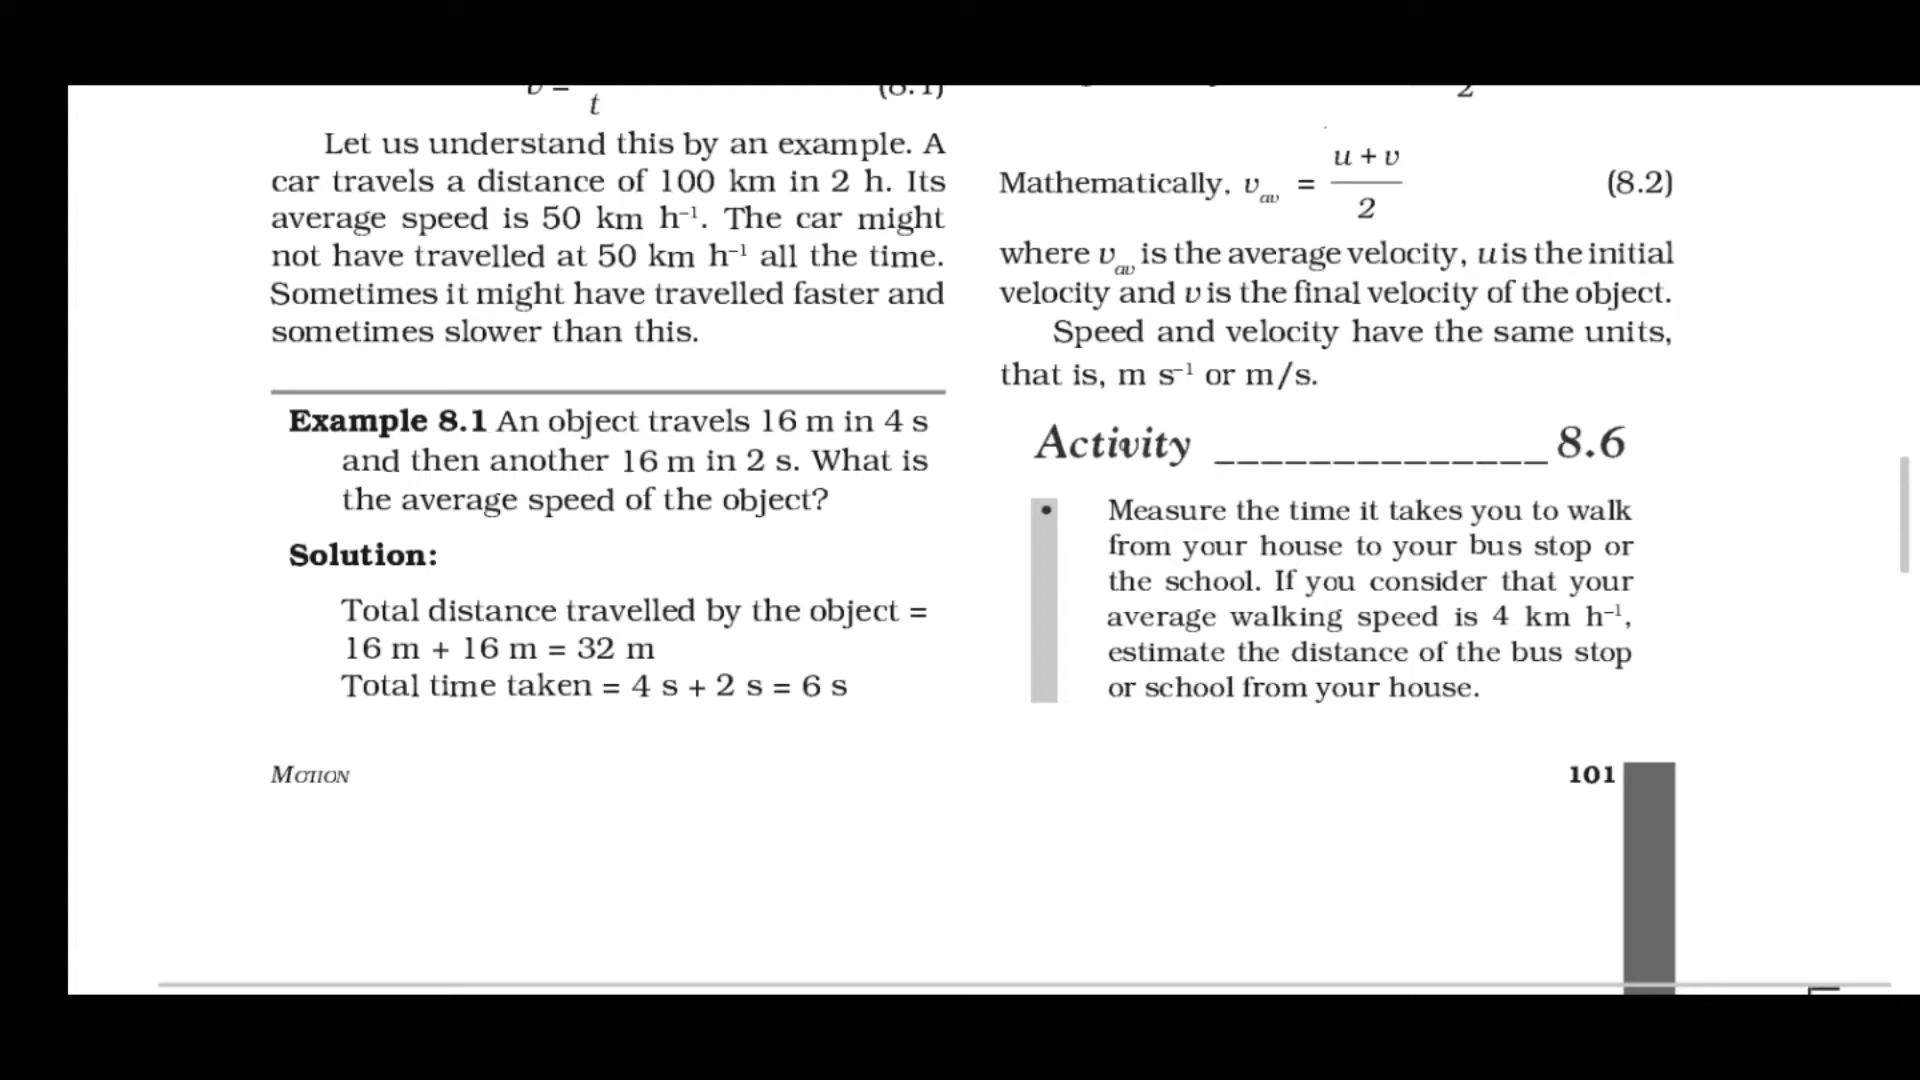 t
Let us understand this by an example. A
car travels a distance of 100 km in 2 h. Its
average speed is 50 km h⁻¹. The car might
not have travelled at 50 km h⁻¹ all the time.
Sometimes it might have travelled faster and
sometimes slower than this.
Example 8.1 An object travels 16 m in 4 s
and then another 16 m in 2 s. What is
the average speed of the object?
Solution:
Total distance travelled by the object =
16 m + 16 m = 32 m
Total time taken = 4 s + 2 s = 6 s
2
Mathematically, v_av = (u + v)/2 (8.2)
where v_av is the average velocity, u is the initial
velocity and v is the final velocity of the object.
Speed and velocity have the same units,
that is, m s⁻¹ or m/s.
Activity ______________ 8.6
• Measure the time it takes you to walk
from your house to your bus stop or
the school. If you consider that your
average walking speed is 4 km h⁻¹,
estimate the distance of the bus stop
or school from your house.
MOTION
101